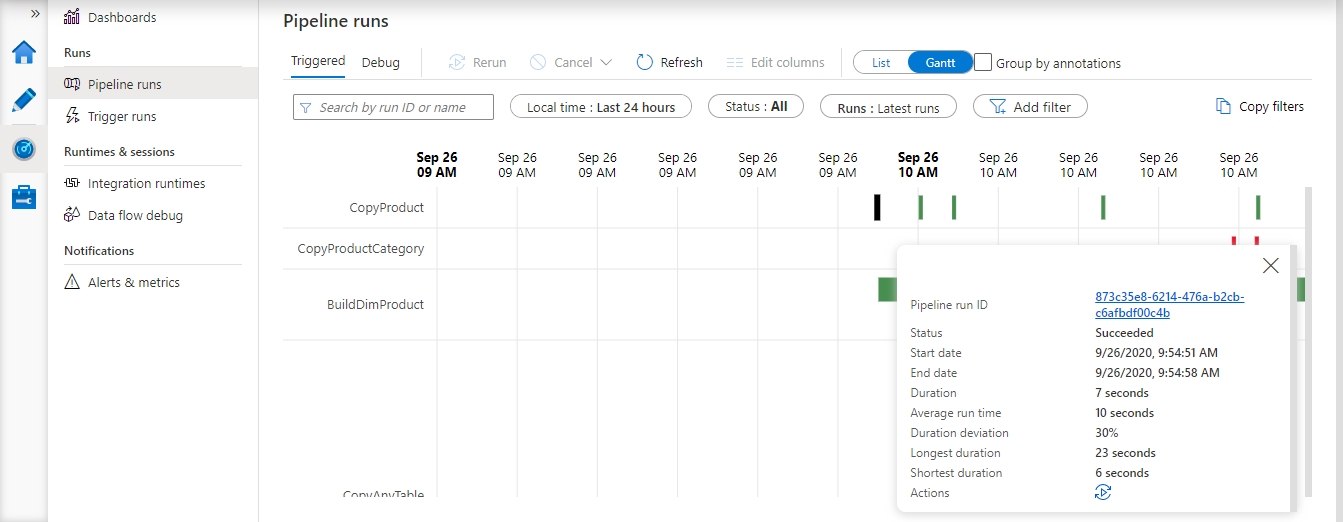 »
Dashboards
Runs
Pipeline runs
Trigger runs
Runtimes & sessions
Integration runtimes
Data flow debug
Notifications
Alerts & metrics
Pipeline runs
Triggered Debug Rerun Cancel Refresh Edit columns List Gantt Group by annotations
Search by run ID or name Local time : Last 24 hours Status : All Runs : Latest runs Add filter Copy filters
Sep 26 Sep 26 Sep 26 Sep 26 Sep 26 Sep 26 Sep 26 Sep 26 Sep 26 Sep 26 Sep 26
09 AM 09 AM 09 AM 09 AM 09 AM 09 AM 10 AM 10 AM 10 AM 10 AM 10 AM
CopyProduct
CopyProductCategory
BuildDimProduct
CopyAnyTable
Pipeline run ID 873c35e8-6214-476a-b2cb-
c6afbdf00c4b
Status Succeeded
Start date 9/26/2020, 9:54:51 AM
End date 9/26/2020, 9:54:58 AM
Duration 7 seconds
Average run time 10 seconds
Duration deviation 30%
Longest duration 23 seconds
Shortest duration 6 seconds
Actions